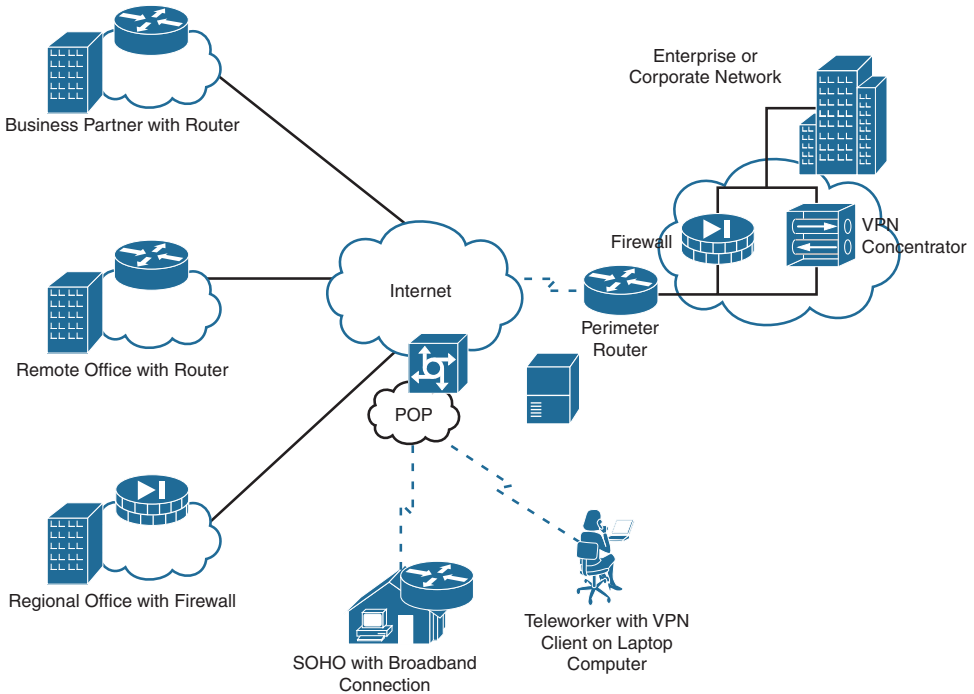 Enterprise or
Corporate Network
Business Partner with Router
Firewall
VPN
Concentrator
Internet
Perimeter
Router
Remote Office with Router
POP
Regional Office with Firewall
Teleworker with VPN
Client on Laptop
Computer
SOHO with Broadband
Connection